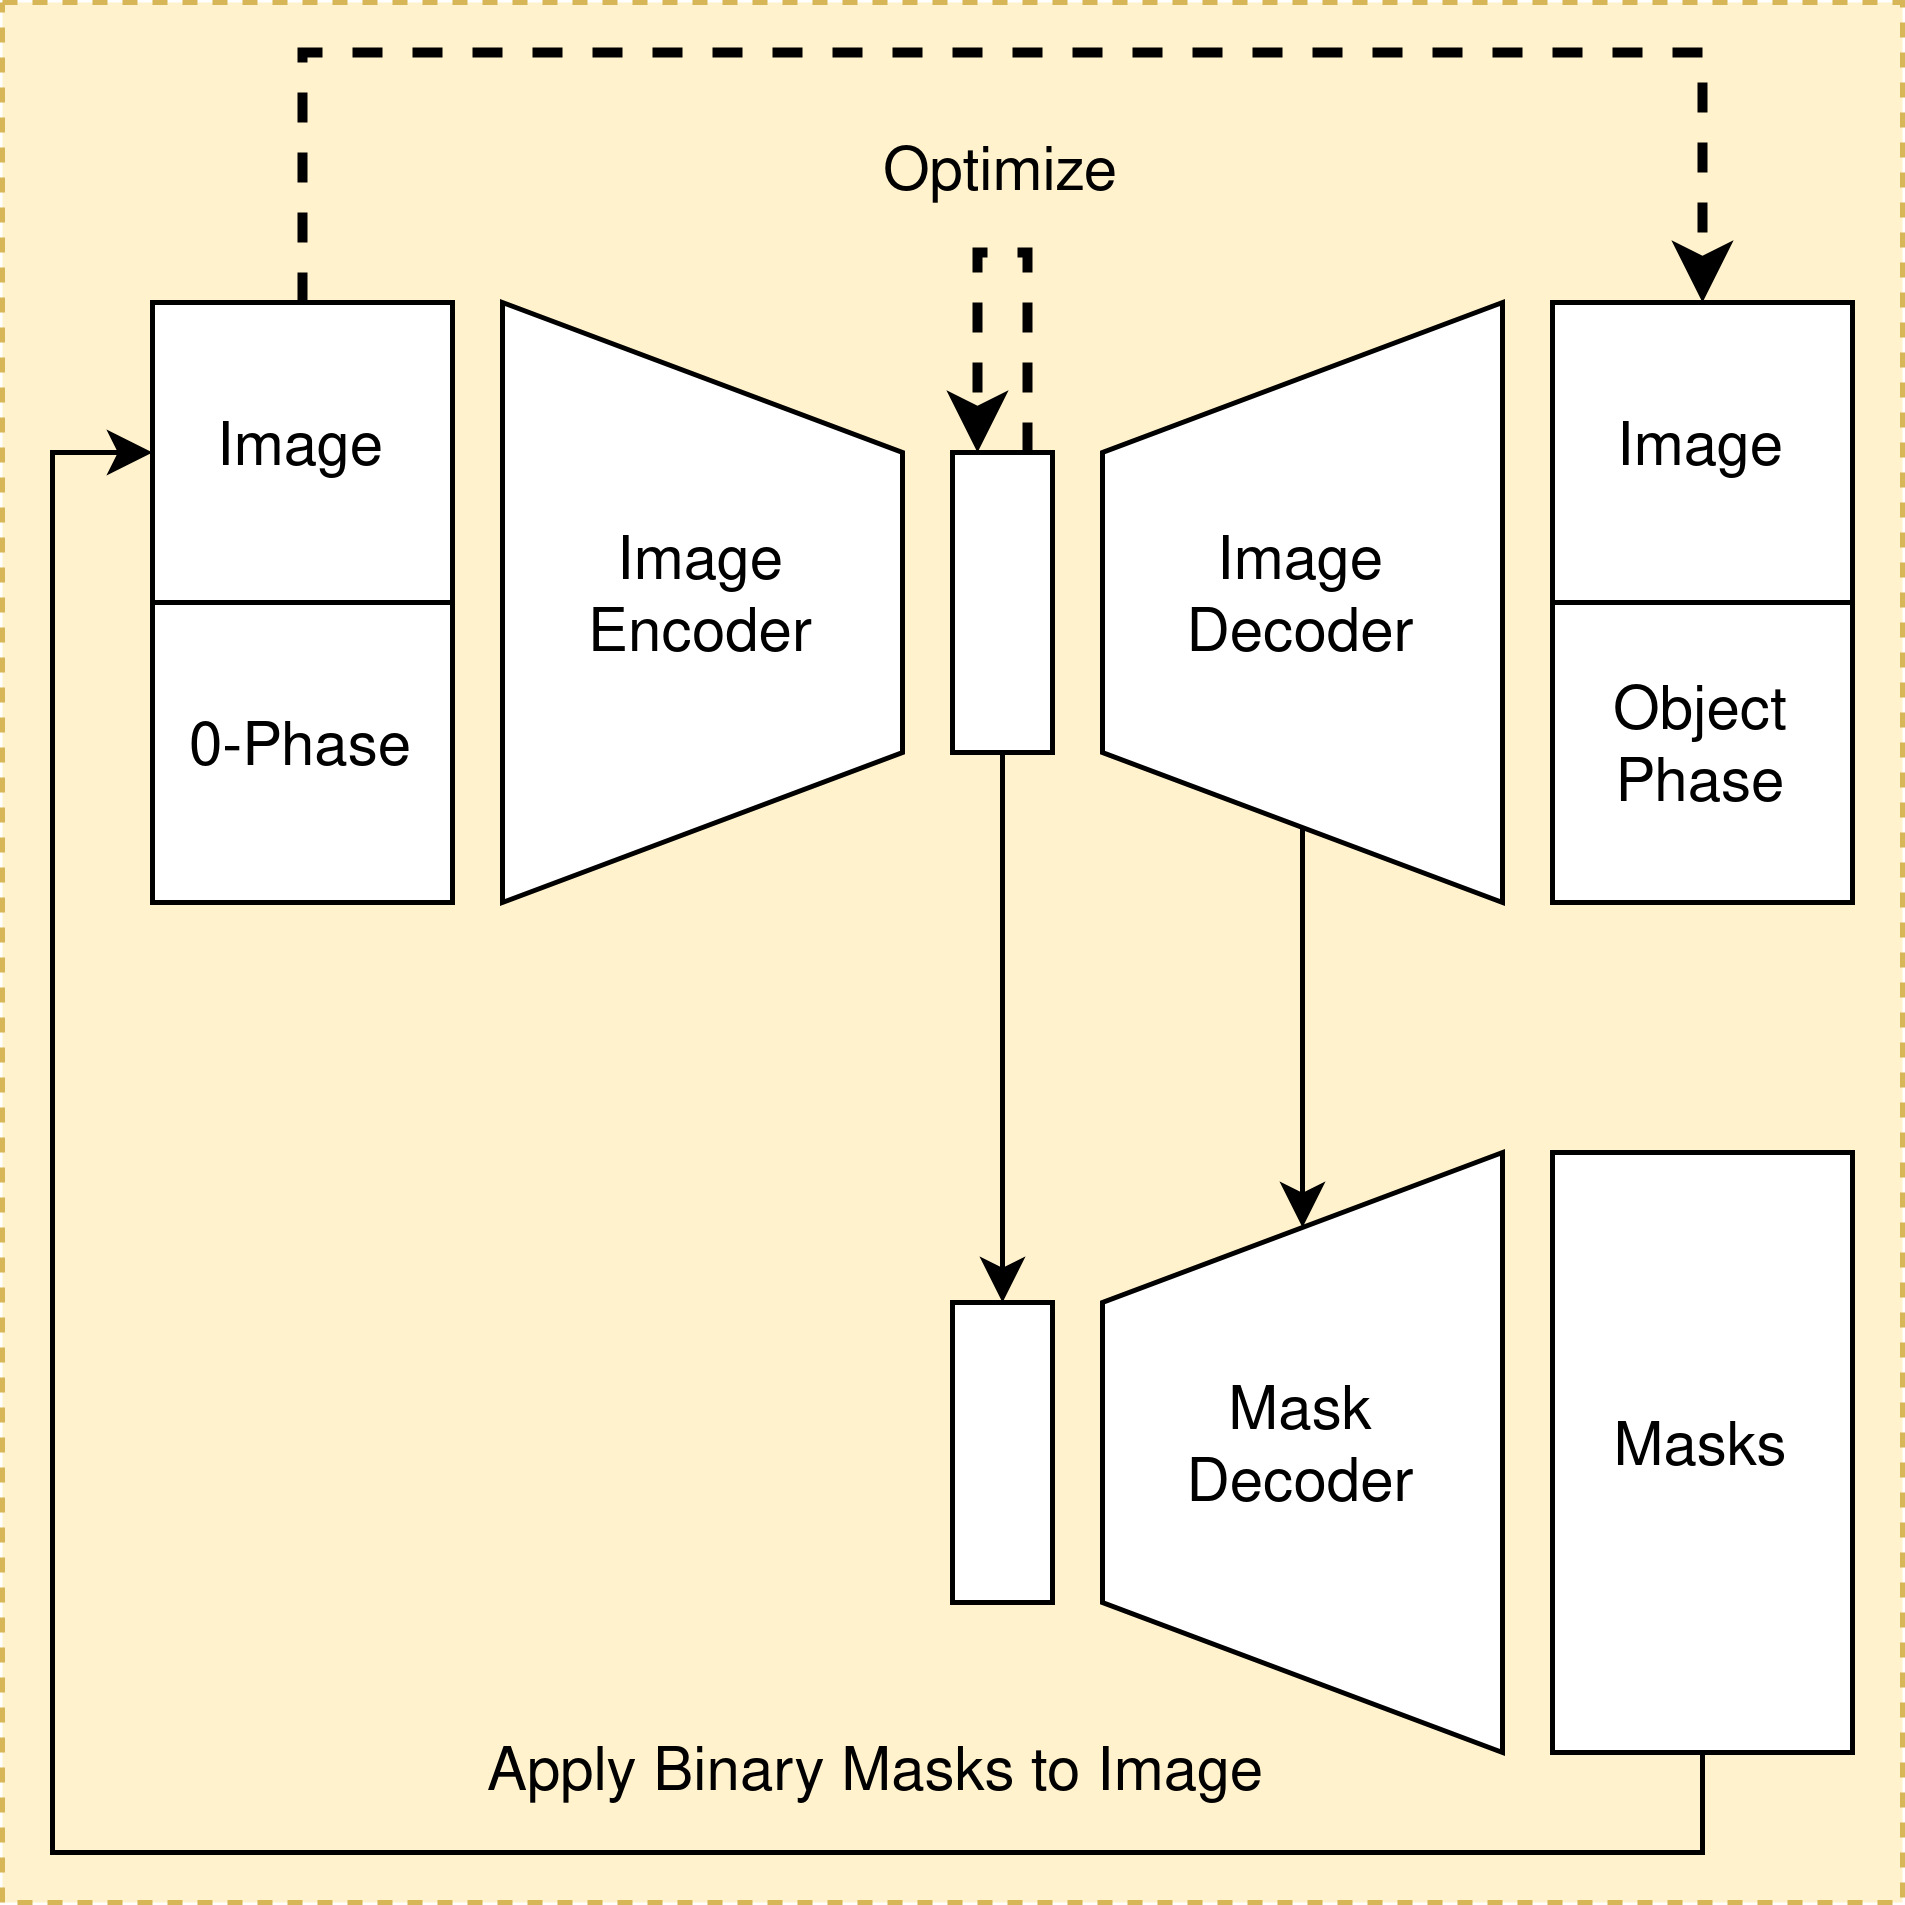 Optimize
Image
Image
Image
Encoder
Image
Decoder
0-Phase
Object
Phase
Mask
Decoder
Masks
Apply Binary Masks to Image